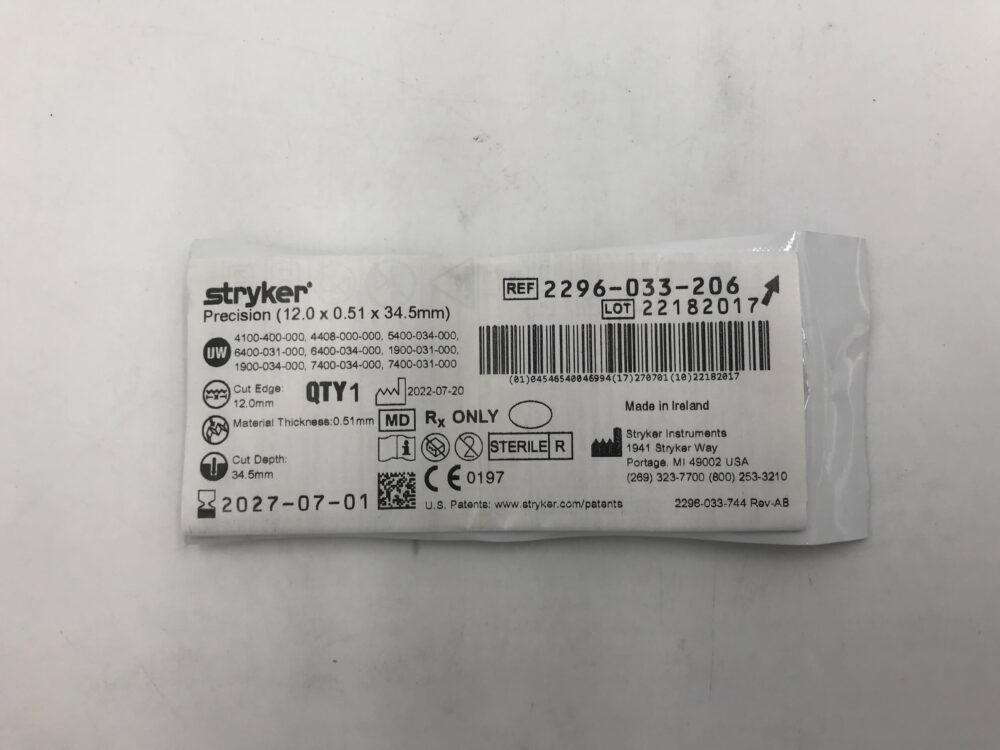 stryker®
Precision (12.0 x 0.51 x 34.5mm)
REF 2296-033-206
LOT 22182017
UW
4100-400-000, 4408-000-000, 5400-034-000,
6400-031-000, 6400-034-000, 1900-031-000,
1900-034-000, 7400-034-000, 7400-031-000
(01)04546540046994(17)270701(10)22182017
Cut Edge:
12.0mm
QTY 1
2022-07-20
Material Thickness:0.51mm
MD
Rx ONLY
Made in Ireland
Cut Depth:
34.5mm
i
2
STERILE R
Stryker Instruments
1941 Stryker Way
Portage, MI 49002 USA
(269) 323-7700 (800) 253-3210
CE 0197
2027-07-01
U.S. Patents: www.stryker.com/patents
2296-033-744 Rev-AB